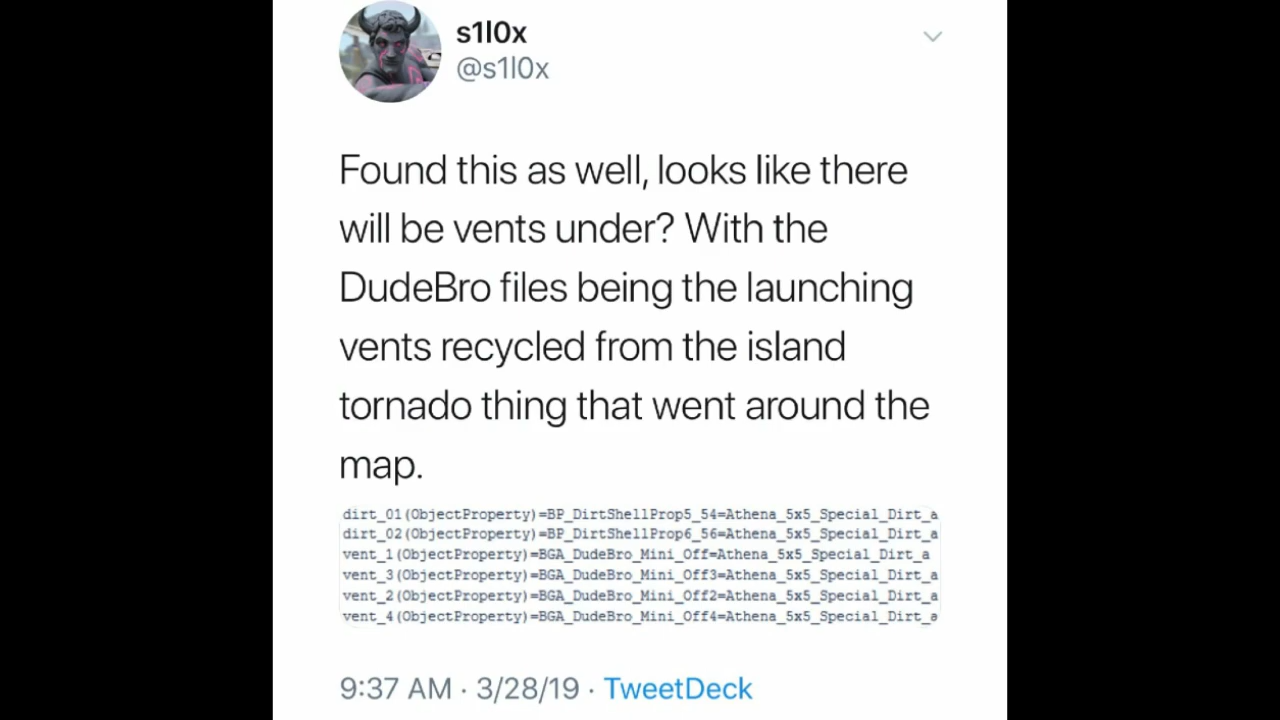 s1l0x
@s1l0x
Found this as well, looks like there
will be vents under? With the
DudeBro files being the launching
vents recycled from the island
tornado thing that went around the
map.
dirt_01(ObjectProperty)=BP_DirtShellProp5_54=Athena_5x5_Special_Dirt_a
dirt_02(ObjectProperty)=BP_DirtShellProp6_56=Athena_5x5_Special_Dirt_a
vent_1(ObjectProperty)=BGA_DudeBro_Mini_Off=Athena_5x5_Special_Dirt_a
vent_3(ObjectProperty)=BGA_DudeBro_Mini_Off3=Athena_5x5_Special_Dirt_a
vent_2(ObjectProperty)=BGA_DudeBro_Mini_Off2=Athena_5x5_Special_Dirt_a
vent_4(ObjectProperty)=BGA_DudeBro_Mini_Off4=Athena_5x5_Special_Dirt_a
9:37 AM · 3/28/19 · TweetDeck